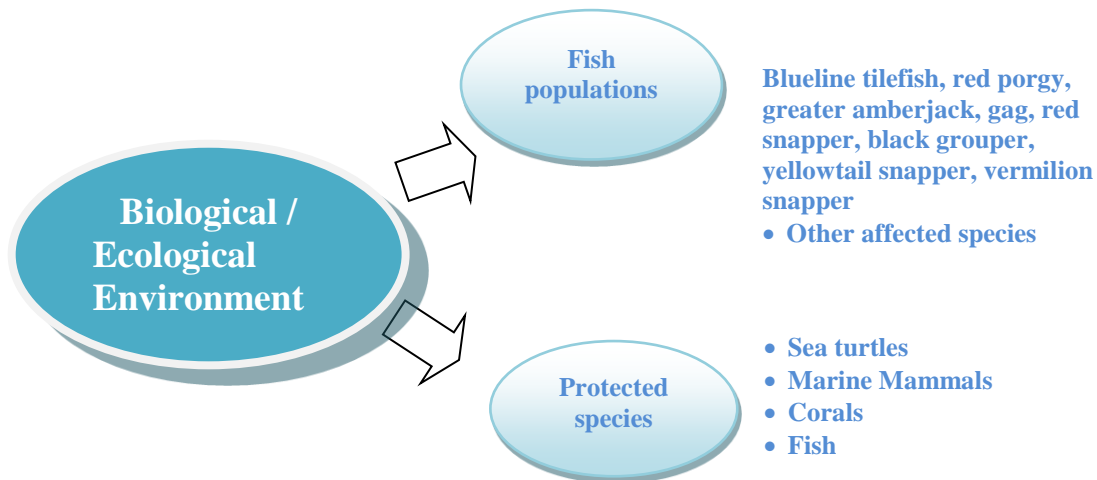 Biological /
Ecological
Environment
Fish
populations
Blueline tilefish, red porgy,
greater amberjack, gag, red
snapper, black grouper,
yellowtail snapper, vermilion
snapper
• Other affected species
Protected
species
• Sea turtles
• Marine Mammals
• Corals
• Fish